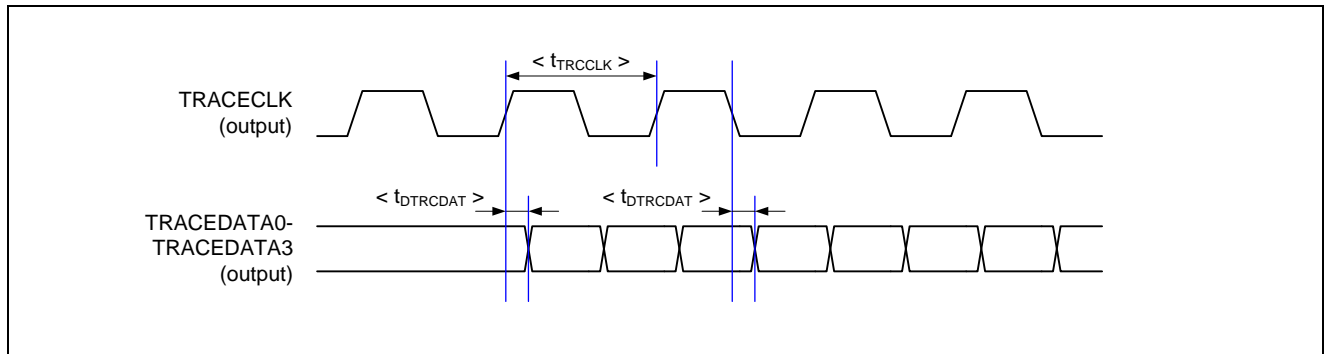 < tTRCCLK >
TRACECLK
(output)
< tDTRCDAT > < tDTRCDAT >
TRACEDATA0-
TRACEDATA3
(output)